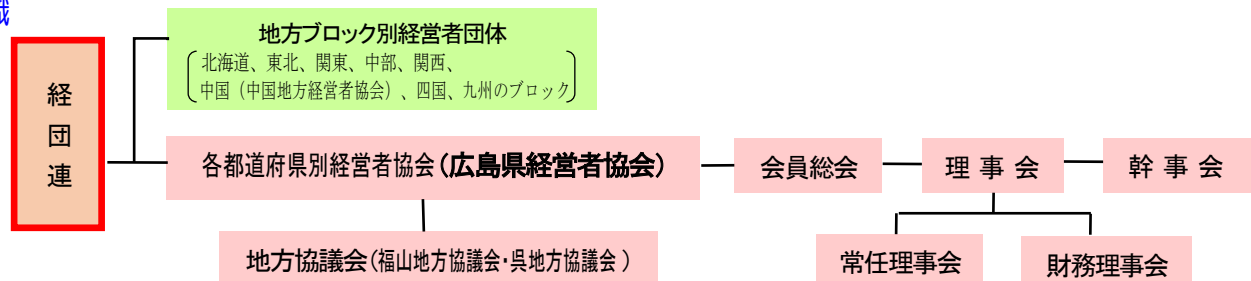 織
経団連
地方ブロック別経営者団体
北海道、東北、関東、中部、関西、
中国(中国地方経営者協会)、四国、九州のブロック
各都道府県別経営者協会(広島県経営者協会)
会員総会
理事会
幹事会
地方協議会(福山地方協議会・呉地方協議会)
常任理事会
財務理事会